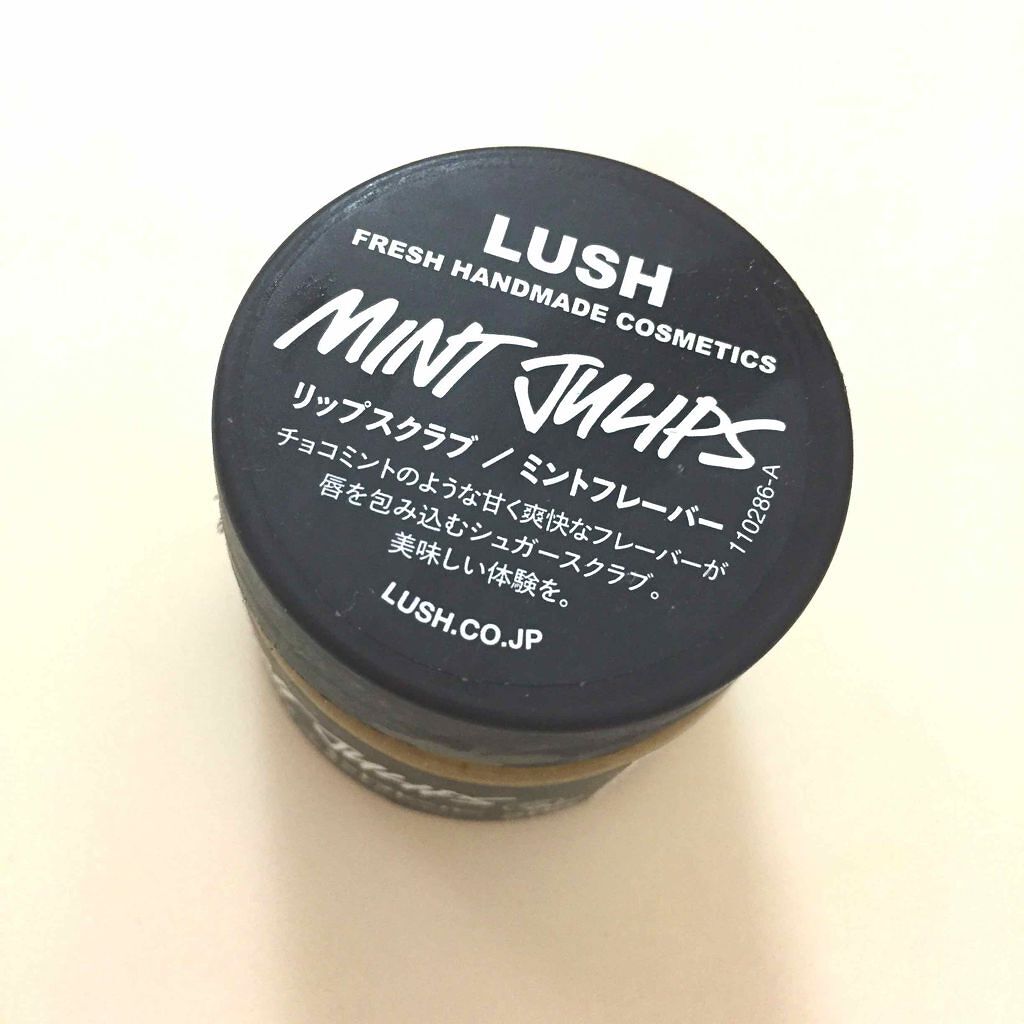 LUSH
FRESH HANDMADE COSMETICS
MINT JULIPS
リップスクラブ / ミントフレーバー
チョコミントのような甘く爽快なフレーバーが
唇を包み込むシュガースクラブ。
美味しい体験を。
LUSH.CO.JP
110286-A
JULIPS